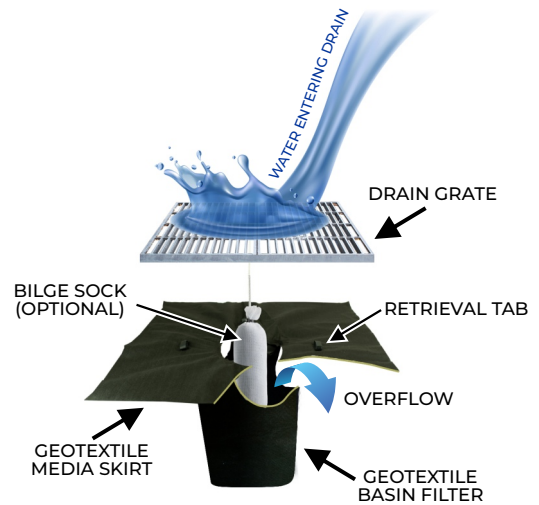 WATER ENTERING DRAIN
DRAIN GRATE
BILGE SOCK
(OPTIONAL)
RETRIEVAL TAB
OVERFLOW
GEOTEXTILE
MEDIA SKIRT
GEOTEXTILE
BASIN FILTER